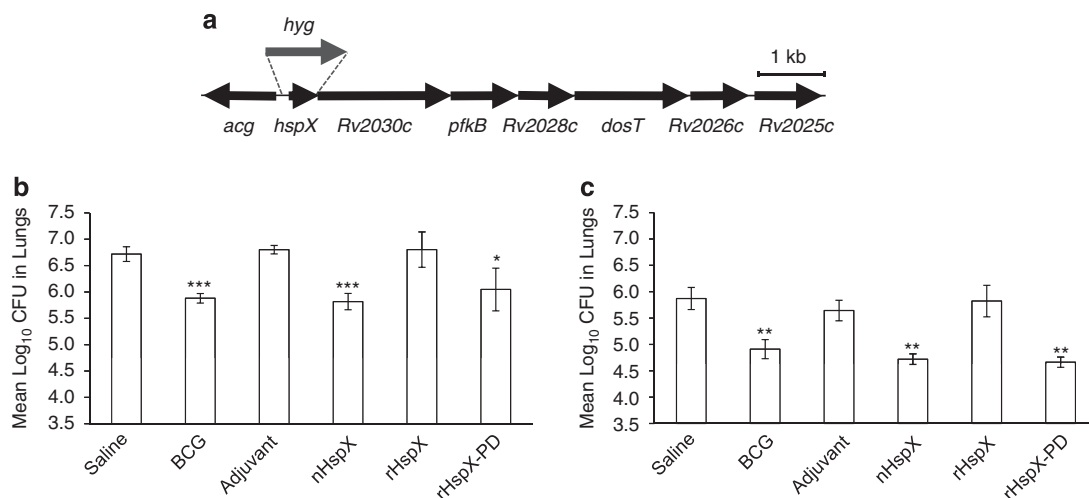 a
hyg
1 kb
acg hspX Rv2030c pfkB Rv2028c dosT Rv2026c Rv2025c
b
Mean Log10 CFU in Lungs
7.5
7.0
6.5
6.0
5.5
5.0
4.5
4.0
3.5
*** *** *
Saline BCG Adjuvant nHspX rHspX rHspX-PD
c
Mean Log10 CFU in Lungs
7.5
7.0
6.5
6.0
5.5
5.0
4.5
4.0
3.5
** ** **
Saline BCG Adjuvant nHspX rHspX rHspX-PD